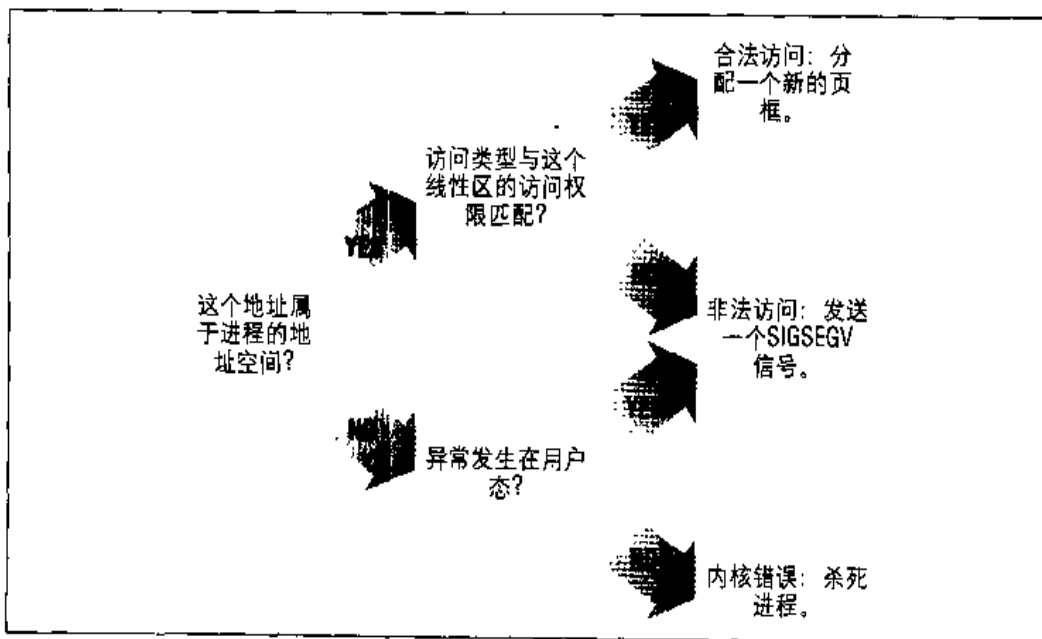 合法访问：分
配一个新的页
框。
访问类型与这个
线性区的访问权
限匹配？
YES
这个地址属
于进程的地
址空间？
非法访问：发送
一个SIGSEGV
信号。
YES
NO
异常发生在用户
态？
内核错误：杀死
进程。